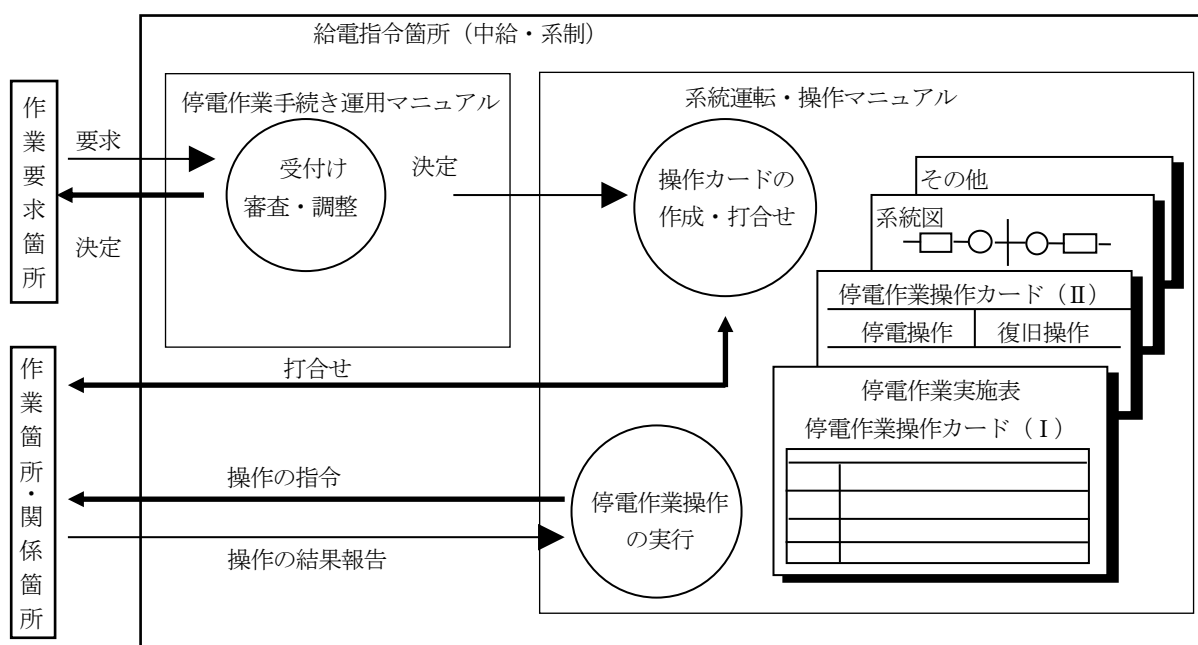 給電指令箇所(中給・系制)
作業要求箇所
要求
決定
停電作業手続き運用マニュアル
受付け
審査・調整
決定
系統運転・操作マニュアル
操作カードの
作成・打合せ
その他
系統図
停電作業操作カード(Ⅱ)
停電操作
復旧操作
停電作業実施表
停電作業操作カード(Ⅰ)
作業箇所・関係箇所
打合せ
操作の指令
操作の結果報告
停電作業操作
の実行